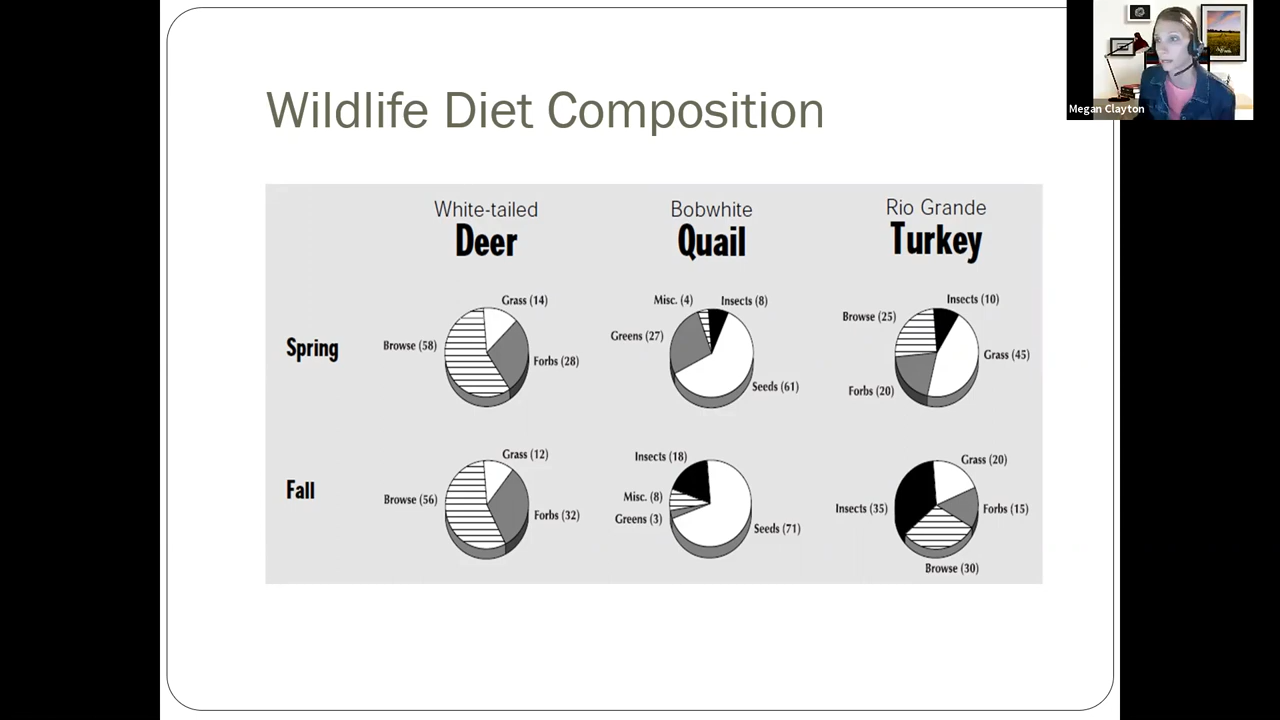 Wildlife Diet Composition
Megan Clayton
White-tailed
Deer
Bobwhite
Quail
Rio Grande
Turkey
Spring
Grass (14)
Browse (58)
Forbs (28)
Misc. (4)
Insects (8)
Greens (27)
Seeds (61)
Insects (10)
Browse (25)
Grass (45)
Forbs (20)
Fall
Grass (12)
Browse (56)
Forbs (32)
Insects (18)
Misc. (8)
Greens (3)
Seeds (71)
Grass (20)
Insects (35)
Forbs (15)
Browse (30)